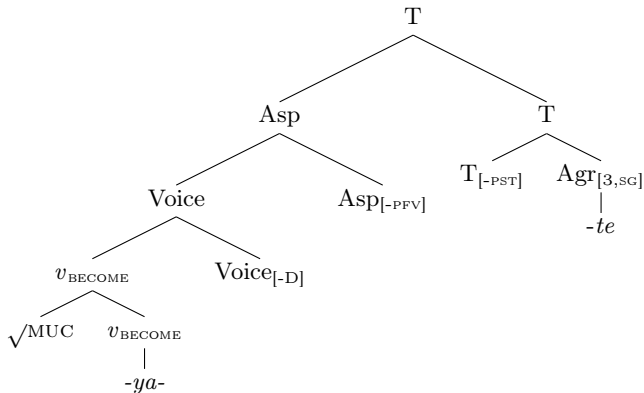 T
Asp T
Voice Asp[-PFV] T[-PST] Agr[3,SG]
-te
vBECOME Voice[-D]
√MUC vBECOME
-ya-